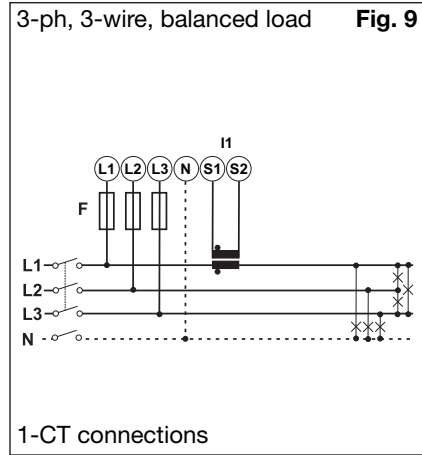 3-ph, 3-wire, balanced load Fig. 9
I1
L1 L2 L3 N S1 S2
F
L1
L2
L3
N
1-CT connections